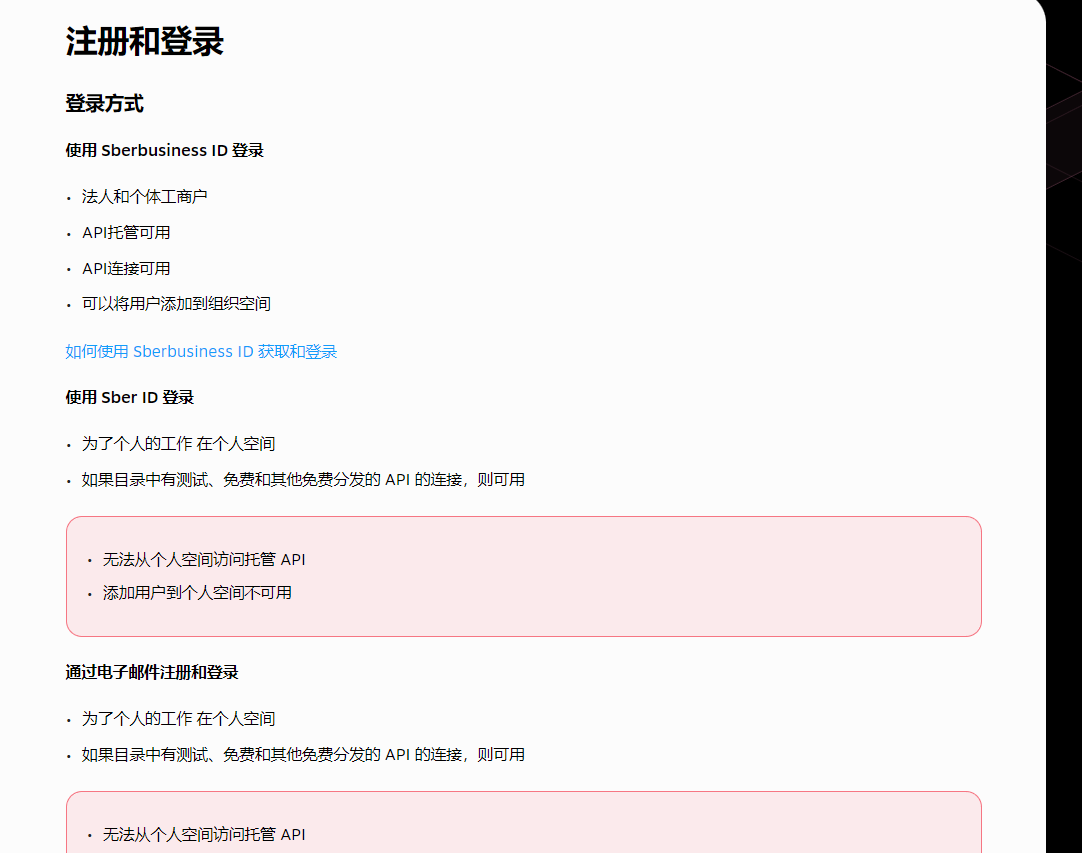 注册和登录
登录方式
使用 Sberbusiness ID 登录
• 法人和个体工商户
• API托管可用
• API连接可用
• 可以将用户添加到组织空间
如何使用 Sberbusiness ID 获取和登录
使用 Sber ID 登录
• 为了个人的工作 在个人空间
• 如果目录中有测试、免费和其他免费分发的 API 的连接，则可用
• 无法从个人空间访问托管 API
• 添加用户到个人空间不可用
通过电子邮件注册和登录
• 为了个人的工作 在个人空间
• 如果目录中有测试、免费和其他免费分发的 API 的连接，则可用
• 无法从个人空间访问托管 API